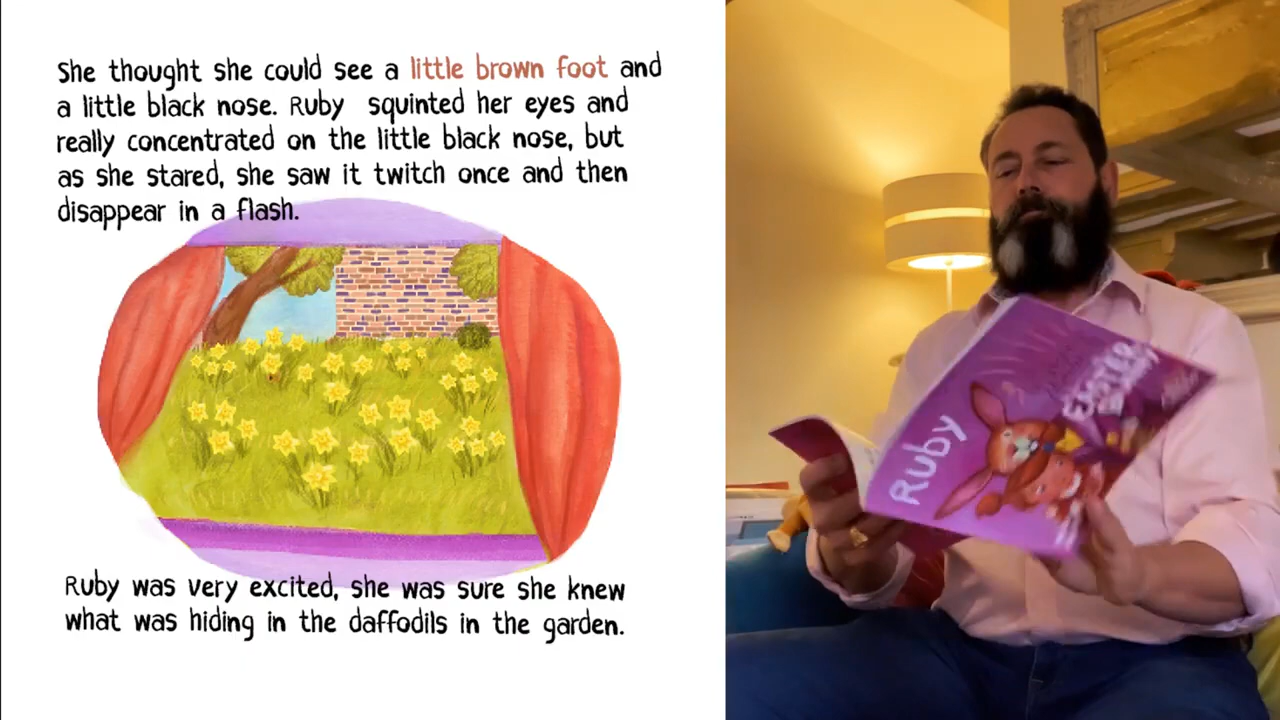 She thought she could see a little brown foot and
a little black nose. Ruby squinted her eyes and
really concentrated on the little black nose, but
as she stared, she saw it twitch once and then
disappear in a flash.
Ruby was very excited, she was sure she knew
what was hiding in the daffodils in the garden.
Ruby
EASTER